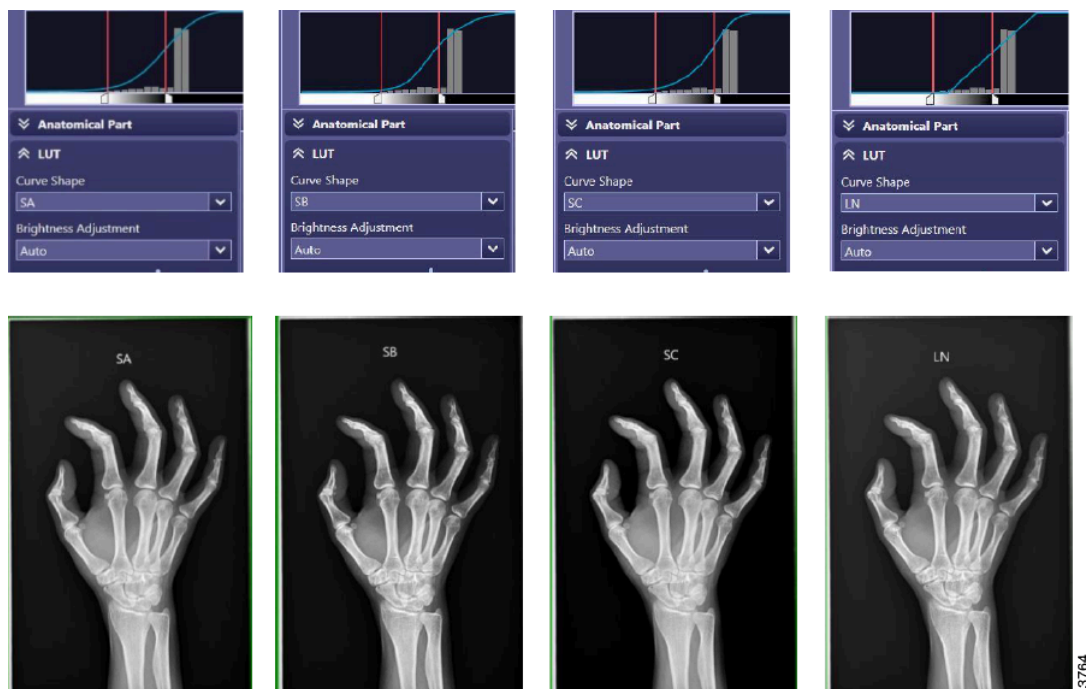 Anatomical Part
LUT
Curve Shape
SA
Brightness Adjustment
Auto
Anatomical Part
LUT
Curve Shape
SB
Brightness Adjustment
Auto
Anatomical Part
LUT
Curve Shape
SC
Brightness Adjustment
Auto
Anatomical Part
LUT
Curve Shape
LN
Brightness Adjustment
Auto
SA
SB
SC
LN
3764